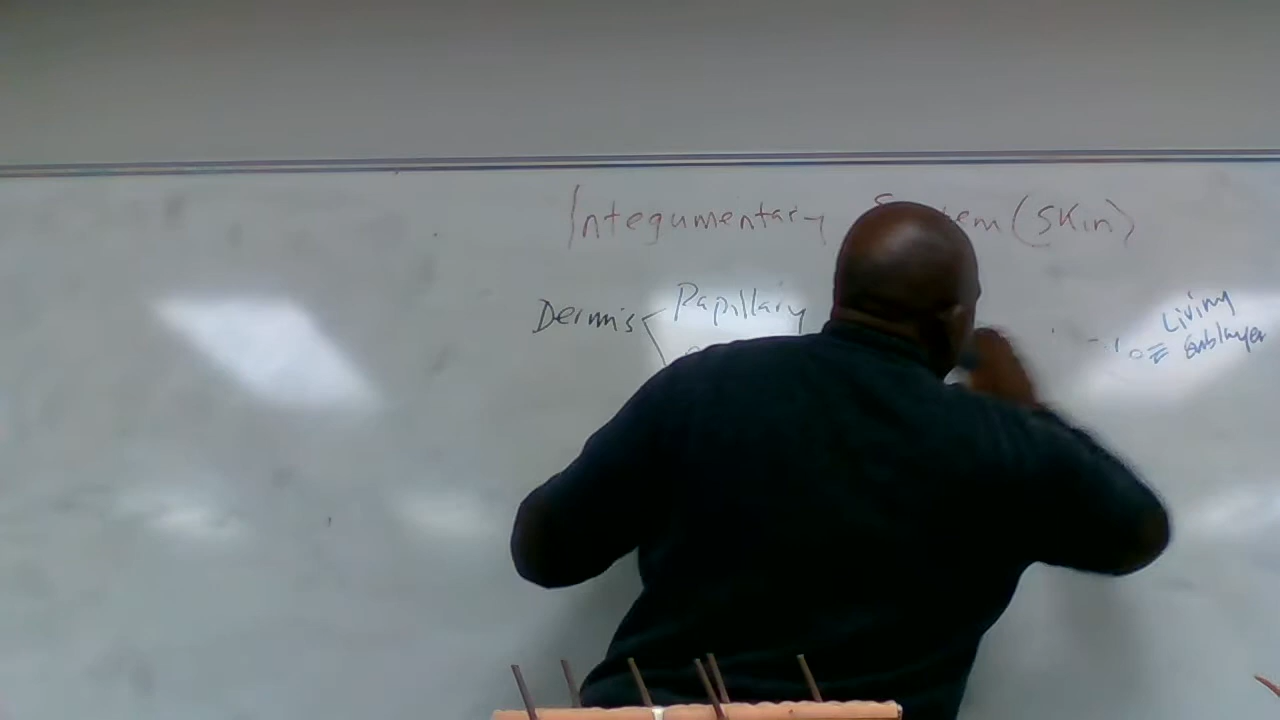 Integumentary System (Skin)
Dermis Papillary
Living
Sublayer